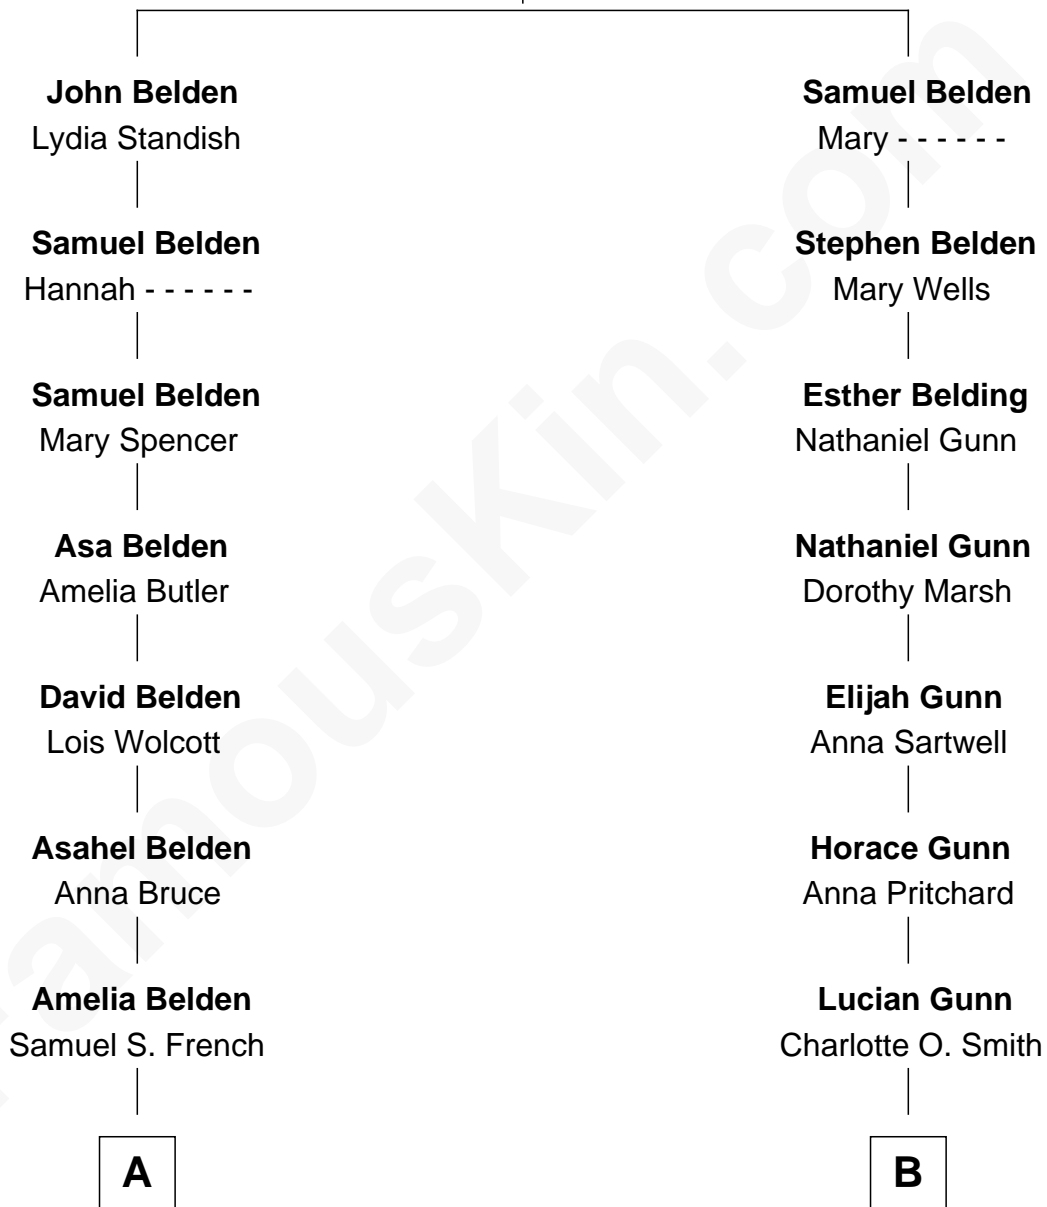 John Belden
Lydia Standish
Samuel Belden
Hannah - - - - - -
Samuel Belden
Mary Spencer
Asa Belden
Amelia Butler
David Belden
Lois Wolcott
Asahel Belden
Anna Bruce
Amelia Belden
Samuel S. French
A
Samuel Belden
Mary - - - - - -
Stephen Belden
Mary Wells
Esther Belding
Nathaniel Gunn
Nathaniel Gunn
Dorothy Marsh
Elijah Gunn
Anna Sartwell
Horace Gunn
Anna Pritchard
Lucian Gunn
Charlotte O. Smith
B
FamousKin.com